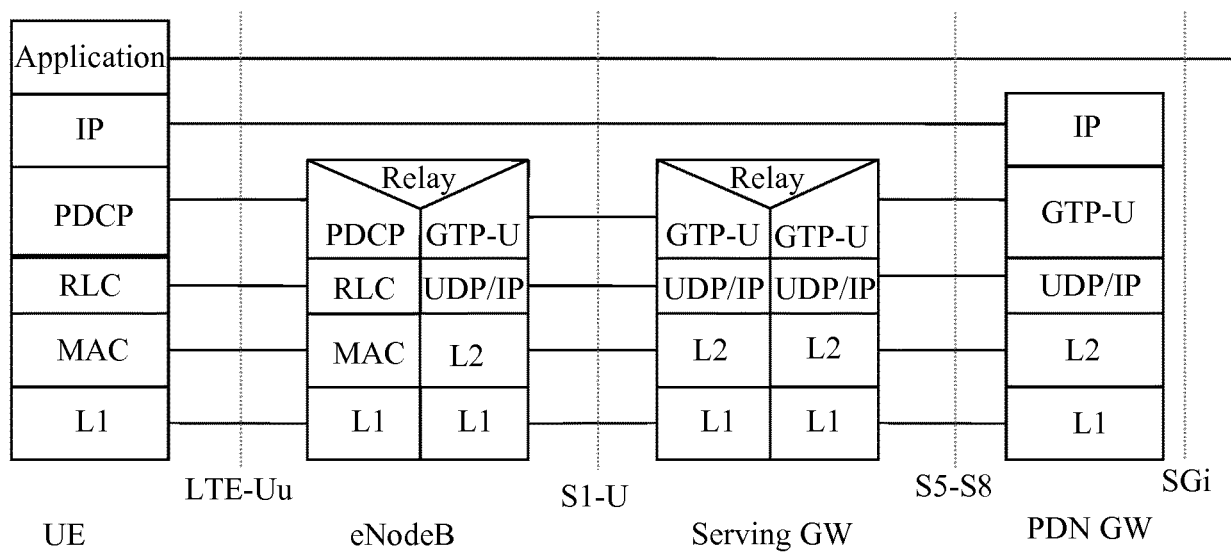 Application
IP
PDCP
RLC
MAC
L1
Relay
PDCP GTP-U
RLC UDP/IP
MAC L2
L1 L1
Relay
GTP-U GTP-U
UDP/IP UDP/IP
L2 L2
L1 L1
IP
GTP-U
UDP/IP
L2
L1
LTE-Uu
S1-U
S5-S8
SGi
UE
eNodeB
Serving GW
PDN GW